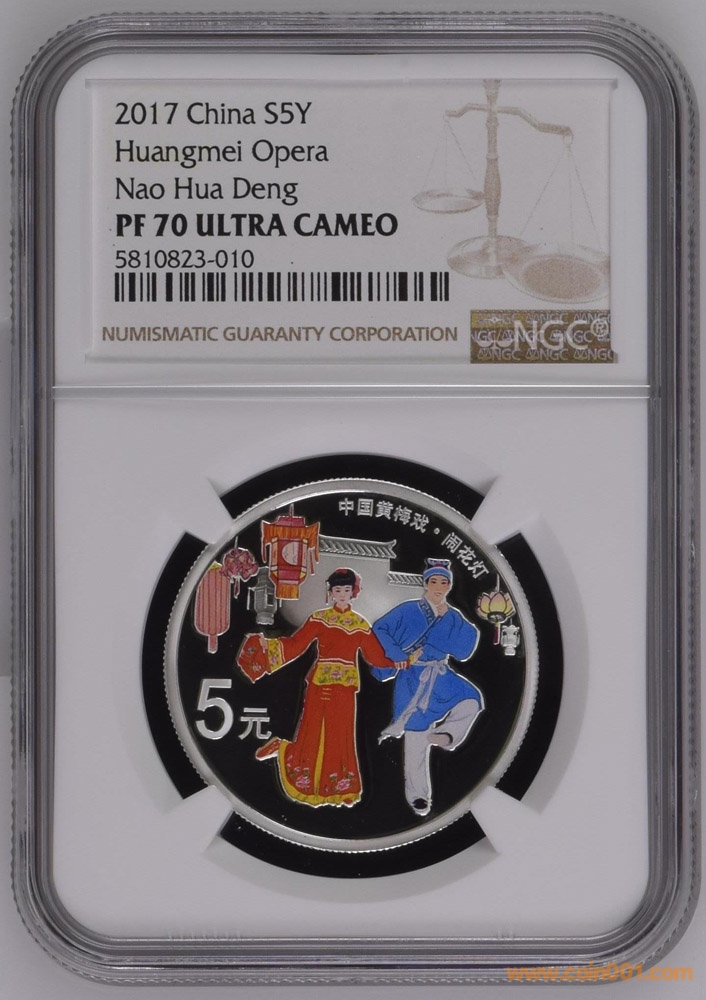 2017 China S5Y
Huangmei Opera
Nao Hua Deng
PF 70 ULTRA CAMEO
5810823-010
NUMISMATIC GUARANTY CORPORATION
NGC®
中国黄梅戏·闹花灯
5元
www.coin001.com